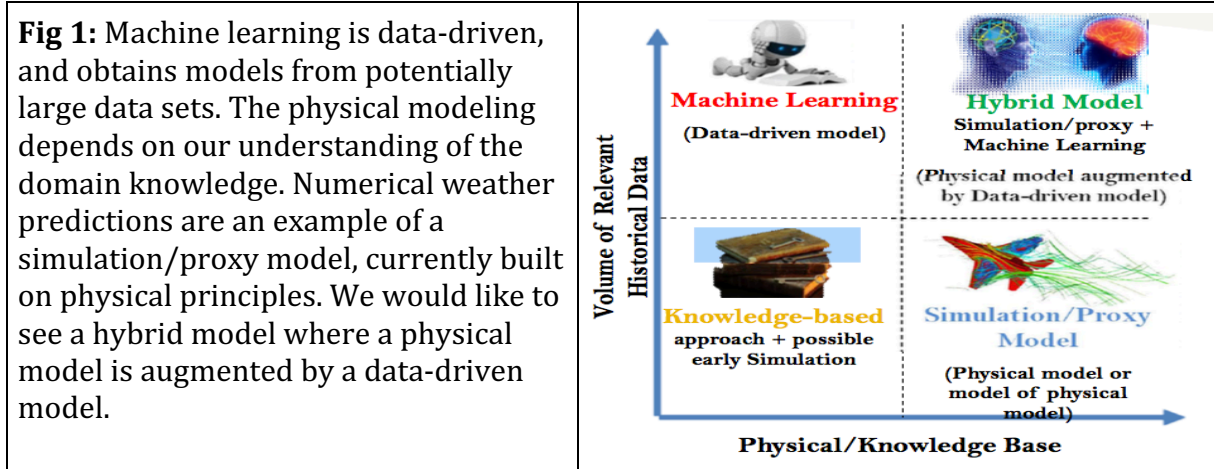 Fig 1: Machine learning is data-driven,
and obtains models from potentially
large data sets. The physical modeling
depends on our understanding of the
domain knowledge. Numerical weather
predictions are an example of a
simulation/proxy model, currently built
on physical principles. We would like to
see a hybrid model where a physical
model is augmented by a data-driven
model.
Volume of Relevant
Historical Data
Machine Learning
(Data-driven model)
Hybrid Model
Simulation/proxy +
Machine Learning
(Physical model augmented
by Data-driven model)
Knowledge-based
approach + possible
early Simulation
Simulation/Proxy
Model
(Physical model or
model of physical
model)
Physical/Knowledge Base